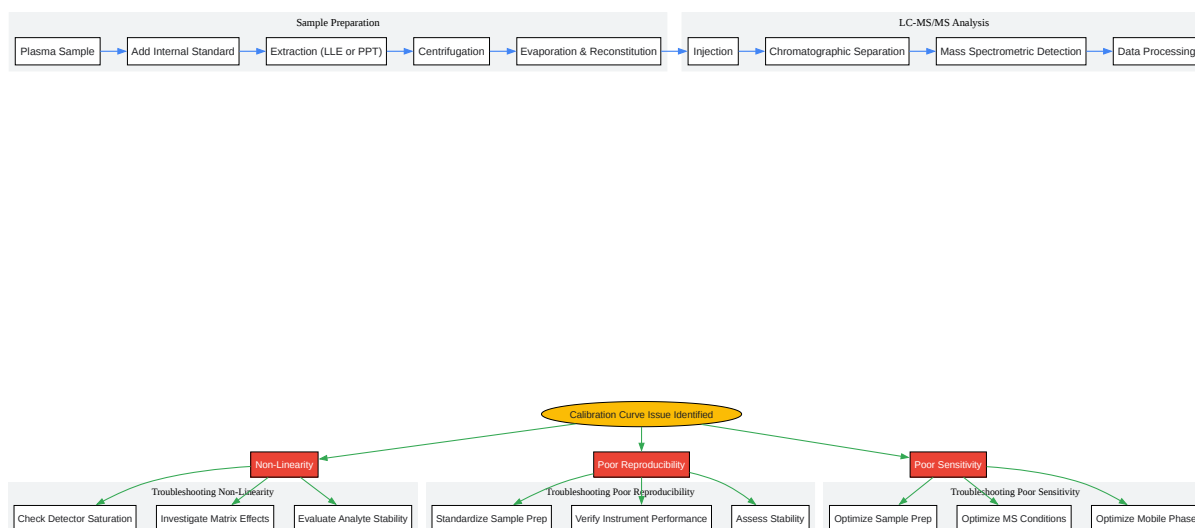 Sample Preparation
LC-MS/MS Analysis
Plasma Sample
Add Internal Standard
Extraction (LLE or PPT)
Centrifugation
Evaporation & Reconstitution
Injection
Chromatographic Separation
Mass Spectrometric Detection
Data Processing
Calibration Curve Issue Identified
Non-Linearity
Poor Reproducibility
Poor Sensitivity
Troubleshooting Non-Linearity
Troubleshooting Poor Reproducibility
Troubleshooting Poor Sensitivity
Check Detector Saturation
Investigate Matrix Effects
Evaluate Analyte Stability
Standardize Sample Prep
Verify Instrument Performance
Assess Stability
Optimize Sample Prep
Optimize MS Conditions
Optimize Mobile Phase